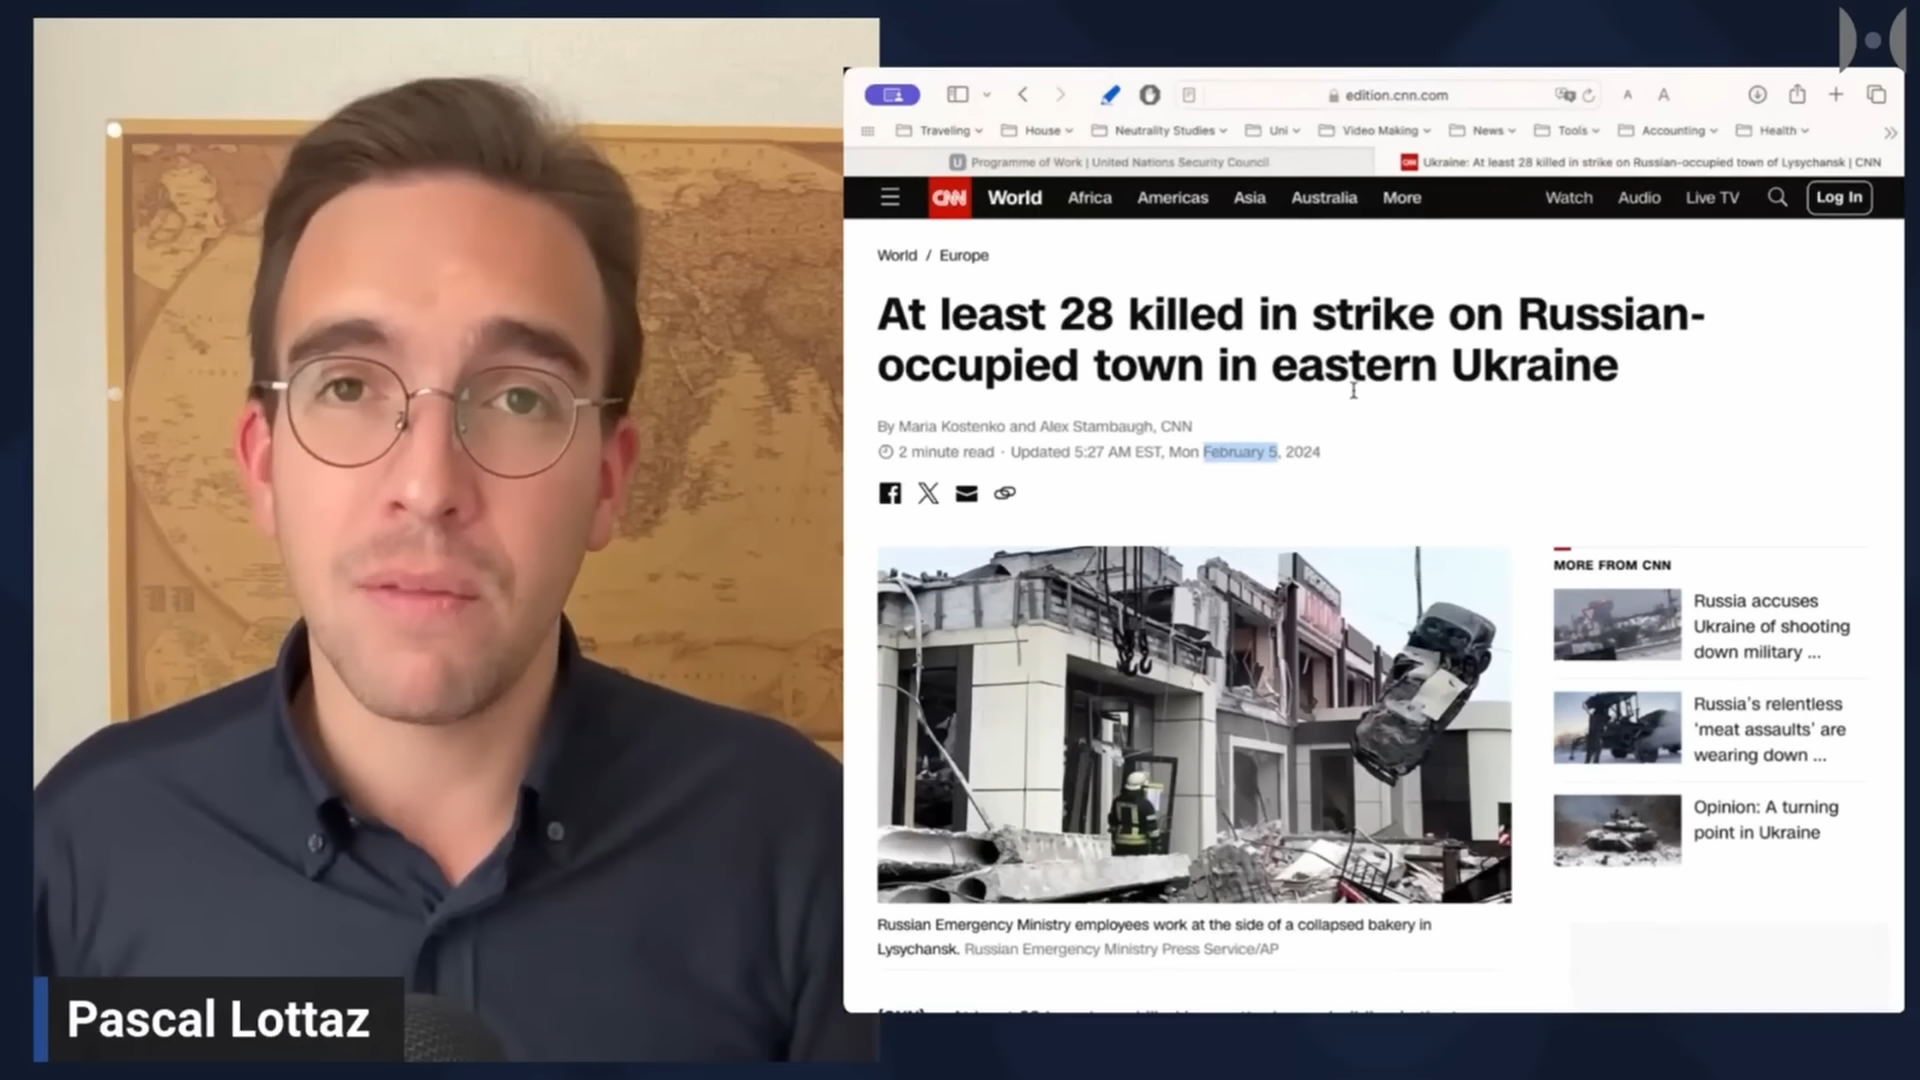 edition.cnn.com
A A
Traveling House Neutrality Studies Uni Video Making News Tools Accounting Health
U Programme of Work | United Nations Security Council
CNN Ukraine: At least 28 killed in strike on Russian-occupied town of Lysychansk | CNN
CNN World Africa Americas Asia Australia More Watch Audio Live TV Log In
World / Europe
At least 28 killed in strike on Russian-
occupied town in eastern Ukraine
By Maria Kostenko and Alex Stambaugh, CNN
2 minute read · Updated 5:27 AM EST, Mon February 5, 2024
MORE FROM CNN
Russia accuses
Ukraine of shooting
down military ...
Russia's relentless
'meat assaults' are
wearing down ...
Opinion: A turning
point in Ukraine
Russian Emergency Ministry employees work at the side of a collapsed bakery in
Lysychansk. Russian Emergency Ministry Press Service/AP
Pascal Lottaz